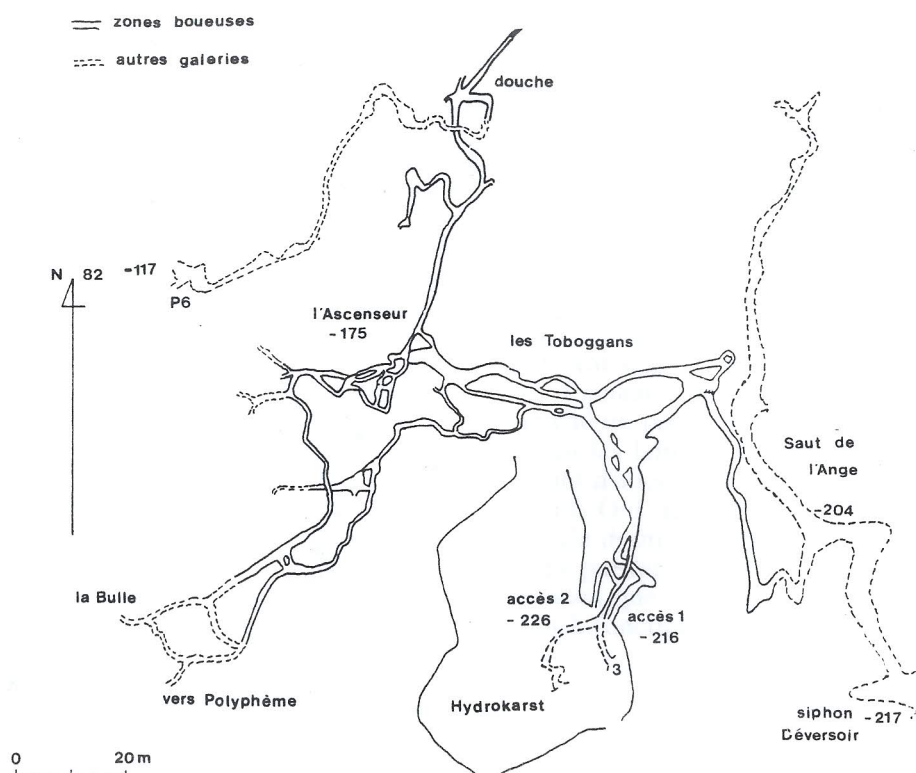 zones boueuses
autres galeries
douche
N 82
-117
P6
l'Ascenseur
-175
les Toboggans
Saut de
l'Ange
-204
la Bulle
accès 2
-226
accès 1
-216
3
vers Polyphème
Hydrokarst
siphon -217
Déversoir
0 20 m